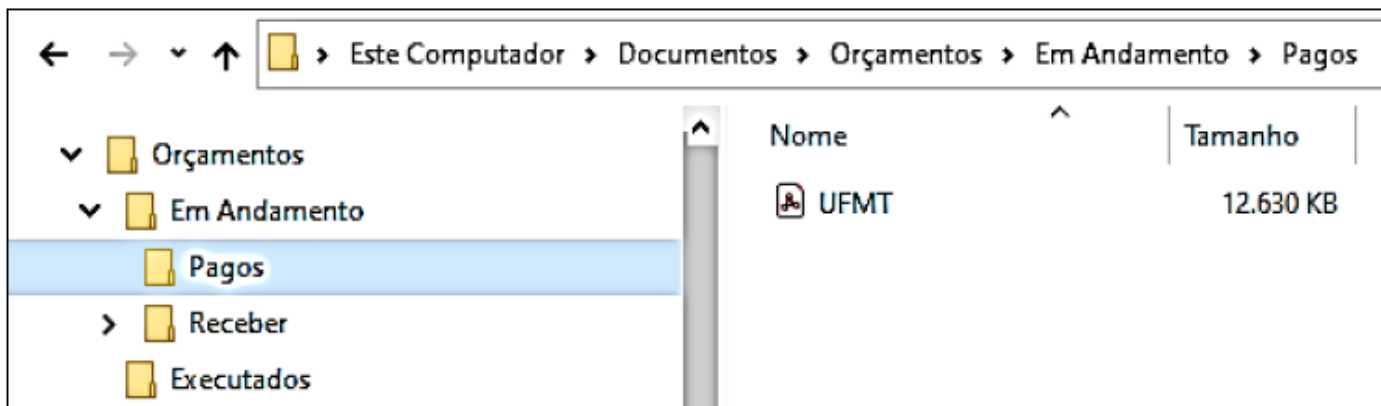 Este Computador > Documentos > Orçamentos > Em Andamento > Pagos
Orçamentos
Em Andamento
Pagos
Receber
Executados
Nome Tamanho
UFMT 12.630 KB